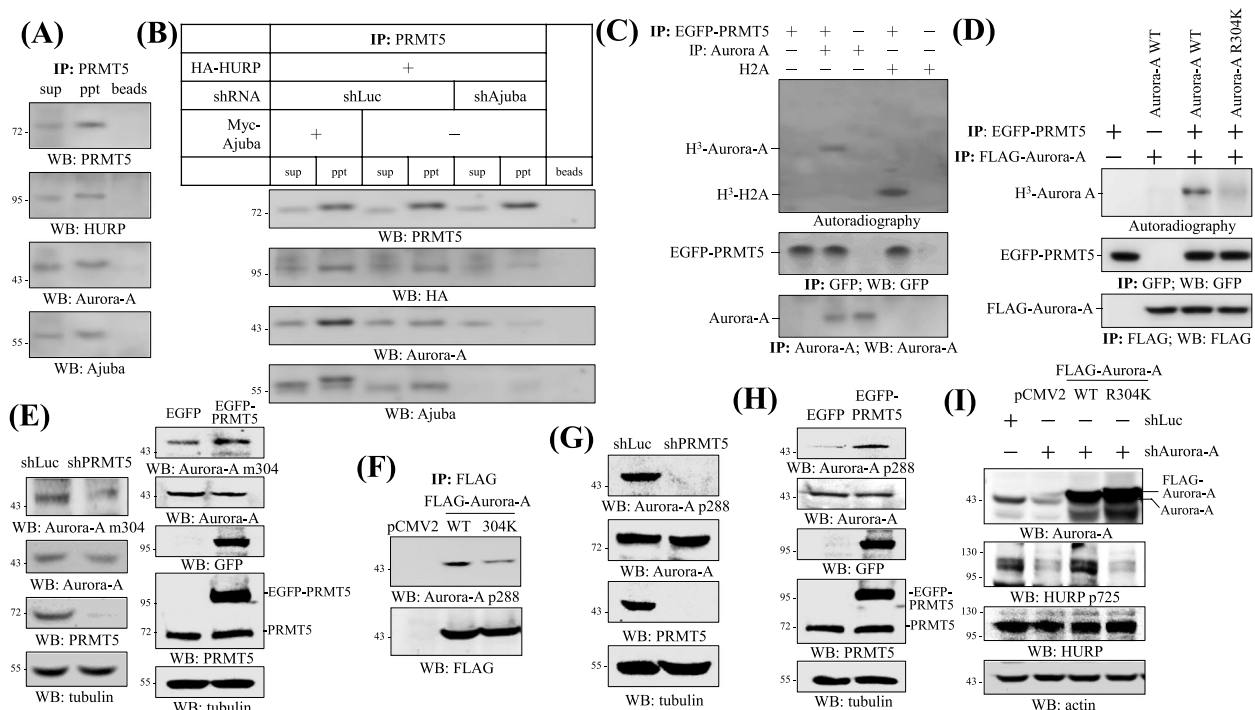 (A)
IP: PRMT5
sup ppt beads
72
WB: PRMT5
95
WB: HURP
43
WB: Aurora-A
55
WB: Ajuba
(B)
IP: PRMT5
HA-HURP +
shRNA shLuc shAjuba
Myc-
Ajuba + −
sup ppt sup ppt sup ppt beads
72
WB: PRMT5
95
WB: HA
43
WB: Aurora-A
55
WB: Ajuba
(C)
IP: EGFP-PRMT5 + + − + −
IP: Aurora A − + + − −
H2A − − − + +
H³-Aurora-A
H³-H2A
Autoradiography
EGFP-PRMT5
IP: GFP; WB: GFP
Aurora-A
IP: Aurora-A; WB: Aurora-A
(D)
Aurora-A WT
Aurora-A WT
Aurora-A R304K
IP: EGFP-PRMT5 + − + +
IP: FLAG-Aurora-A − + + +
H³-Aurora A
Autoradiography
EGFP-PRMT5
IP: GFP; WB: GFP
FLAG-Aurora-A
IP: FLAG; WB: FLAG
(E)
shLuc shPRMT5
43
WB: Aurora-A m304
43
WB: Aurora-A
72
WB: PRMT5
55
WB: tubulin
EGFP EGFP-
PRMT5
43
WB: Aurora-A m304
43
WB: Aurora-A
95
WB: GFP
95
EGFP-PRMT5
72
PRMT5
WB: PRMT5
55
WB: tubulin
(F)
IP: FLAG
FLAG-Aurora-A
pCMV2 WT 304K
43
WB: Aurora-A p288
43
WB: FLAG
(G)
shLuc shPRMT5
43
WB: Aurora-A p288
72
WB: Aurora-A
43
WB: PRMT5
55
WB: tubulin
(H)
EGFP EGFP-
PRMT5
43
WB: Aurora-A p288
43
WB: Aurora-A
95
WB: GFP
95
-EGFP-
PRMT5
72
PRMT5
WB: PRMT5
55
WB: tubulin
(I)
FLAG-Aurora-A
pCMV2 WT R304K
+ − − − shLuc
− + + + shAurora-A
43
FLAG-
Aurora-A
Aurora-A
WB: Aurora-A
130
95
WB: HURP p725
130
95
WB: HURP
43
WB: actin